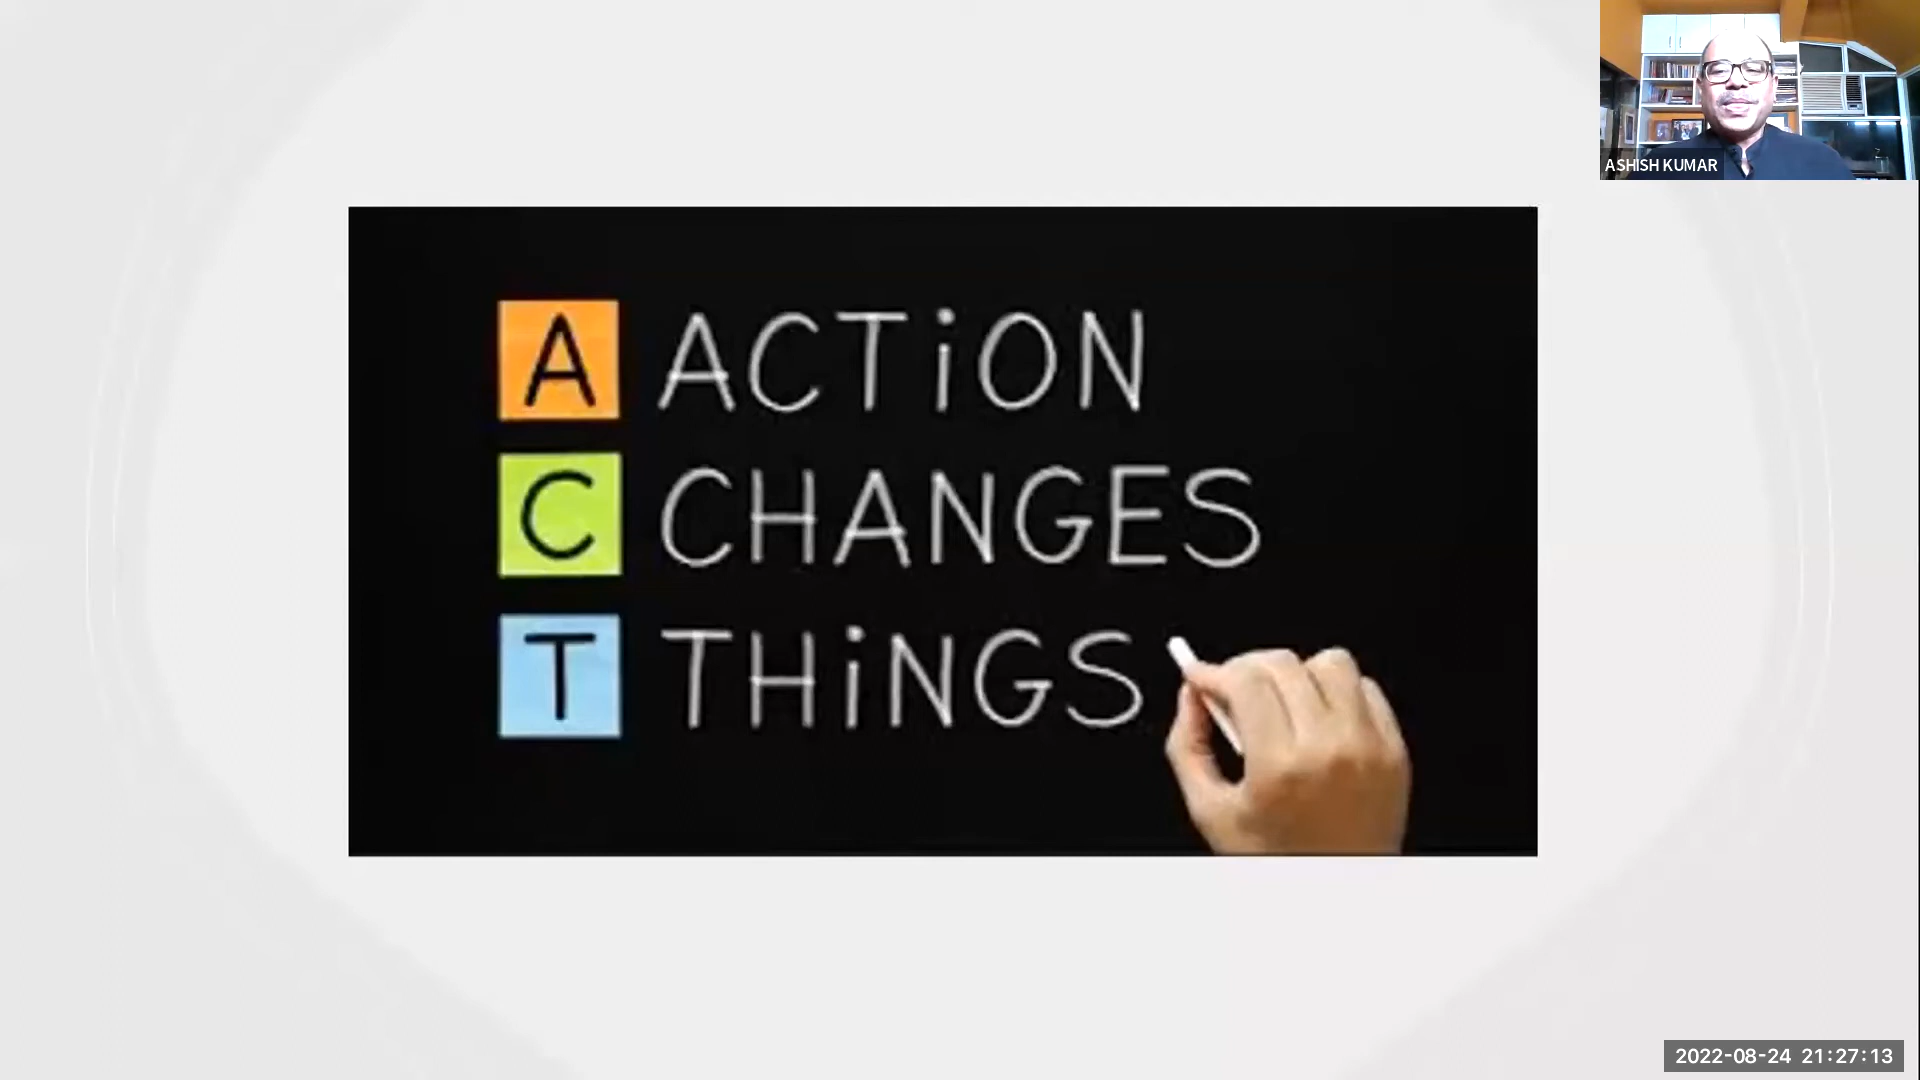 ASHISH KUMAR
A ACTiON
C CHANGES
T THiNGS
2022-08-24 21:27:13